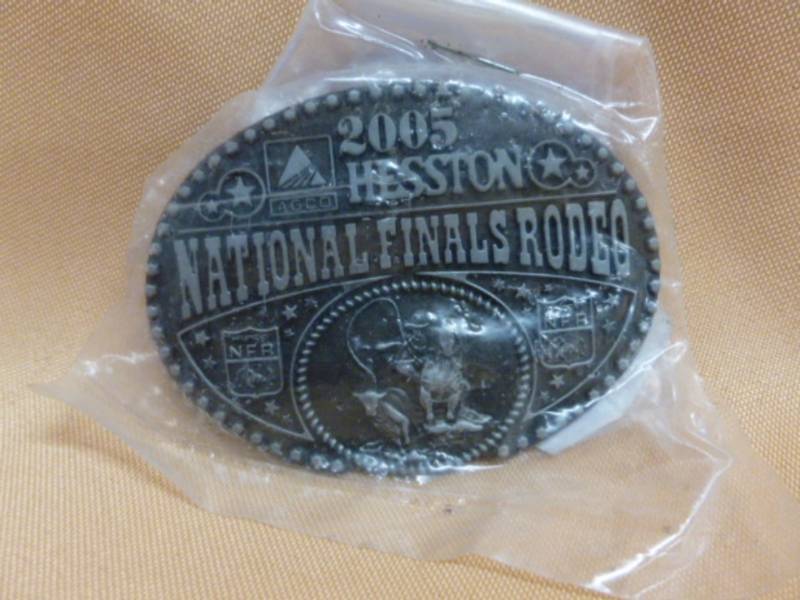 2005
AGCO
HESSTON
NATIONAL FINALS RODEO
NFR
NFR